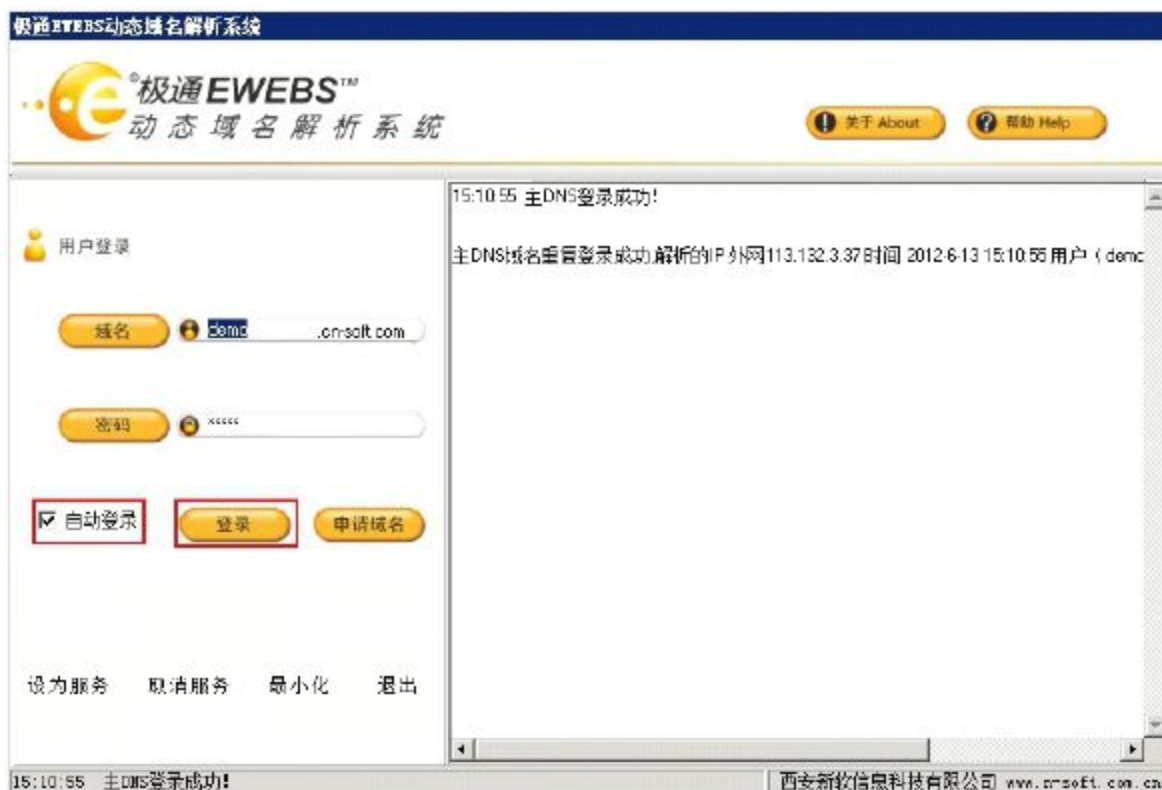 极通EWEBS动态域名解析系统
极通EWEBS™
动态域名解析系统
关于 About
帮助 Help
用户登录
域名 demo .cn-soft.com
密码 *****
自动登录 登录 申请域名
设为服务 取消服务 最小化 退出
15:10:55 主DNS登录成功!
主DNS域名重复登录成功,解析的IP 外网113.132.3.37时间 2012-6-13 15:10:55 用户（demo
15:10:55 主DNS登录成功!
西安新软信息科技有限公司 www.n-soft.com.cn